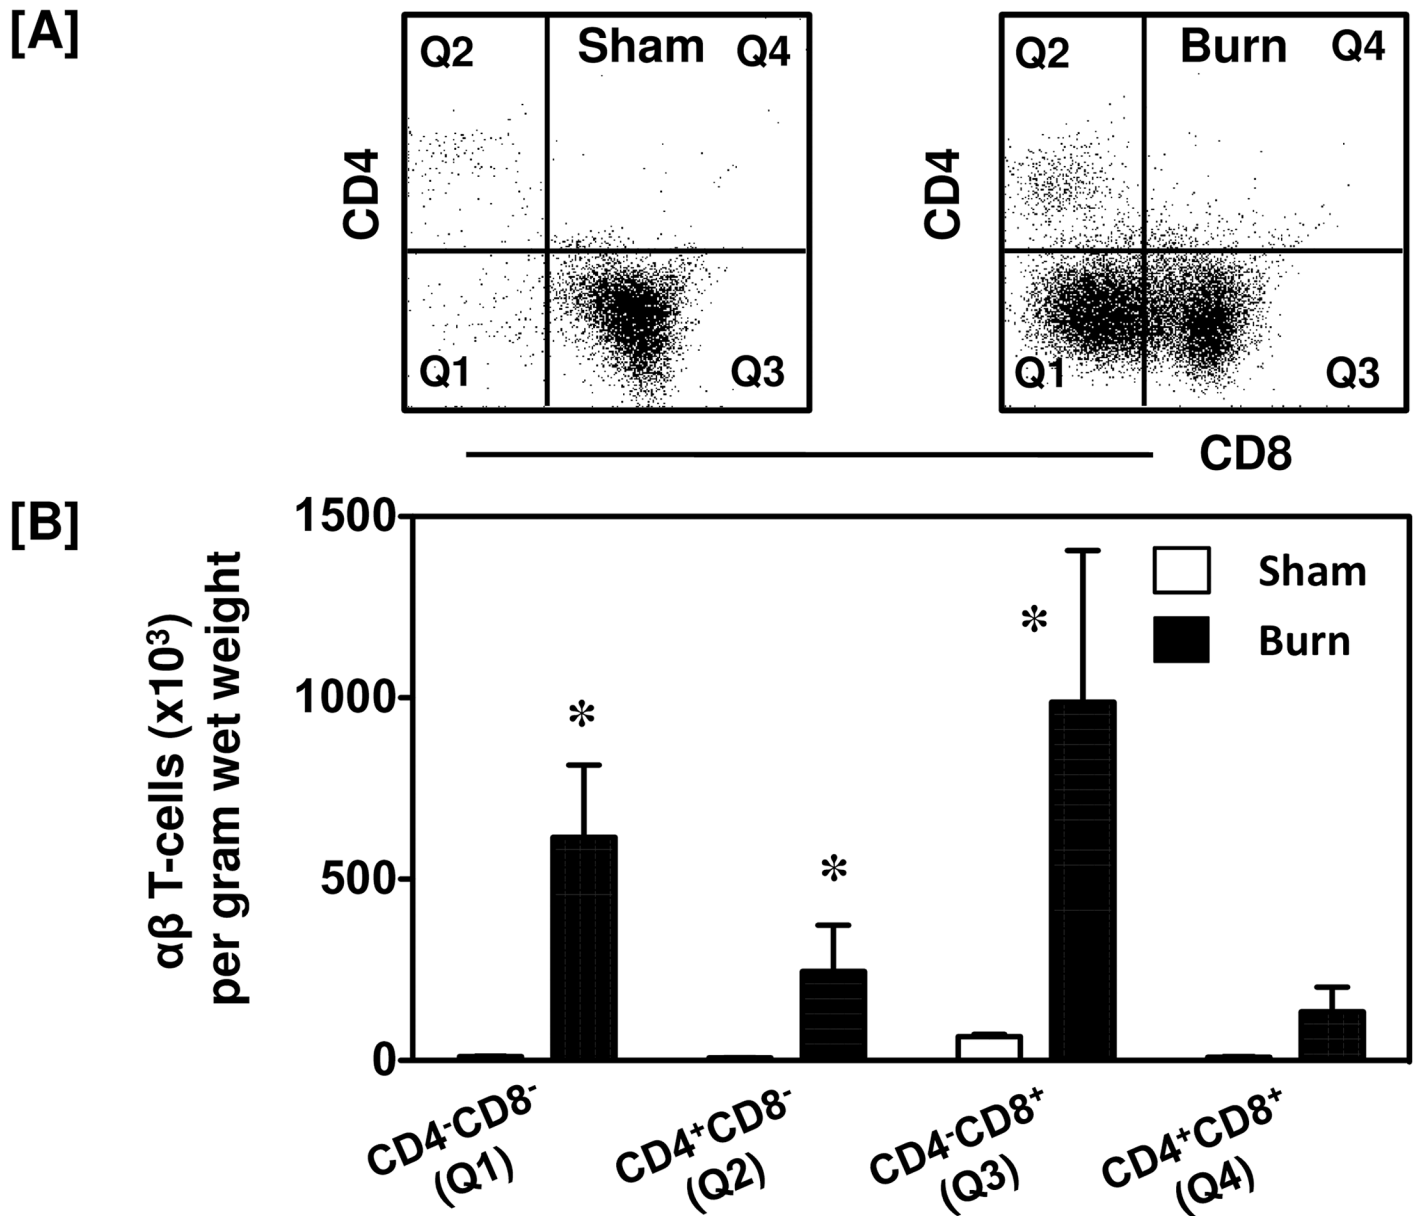 [A]
Q2 Sham Q4
CD4
Q1 Q3
Q2 Burn Q4
CD4
Q1 Q3
CD8
[B]
αβ T-cells (x10³)
per gram wet weight
1500
1000
500
0
*
*
*
Sham
Burn
CD4⁻CD8⁻
(Q1)
CD4⁺CD8⁻
(Q2)
CD4⁻CD8⁺
(Q3)
CD4⁺CD8⁺
(Q4)